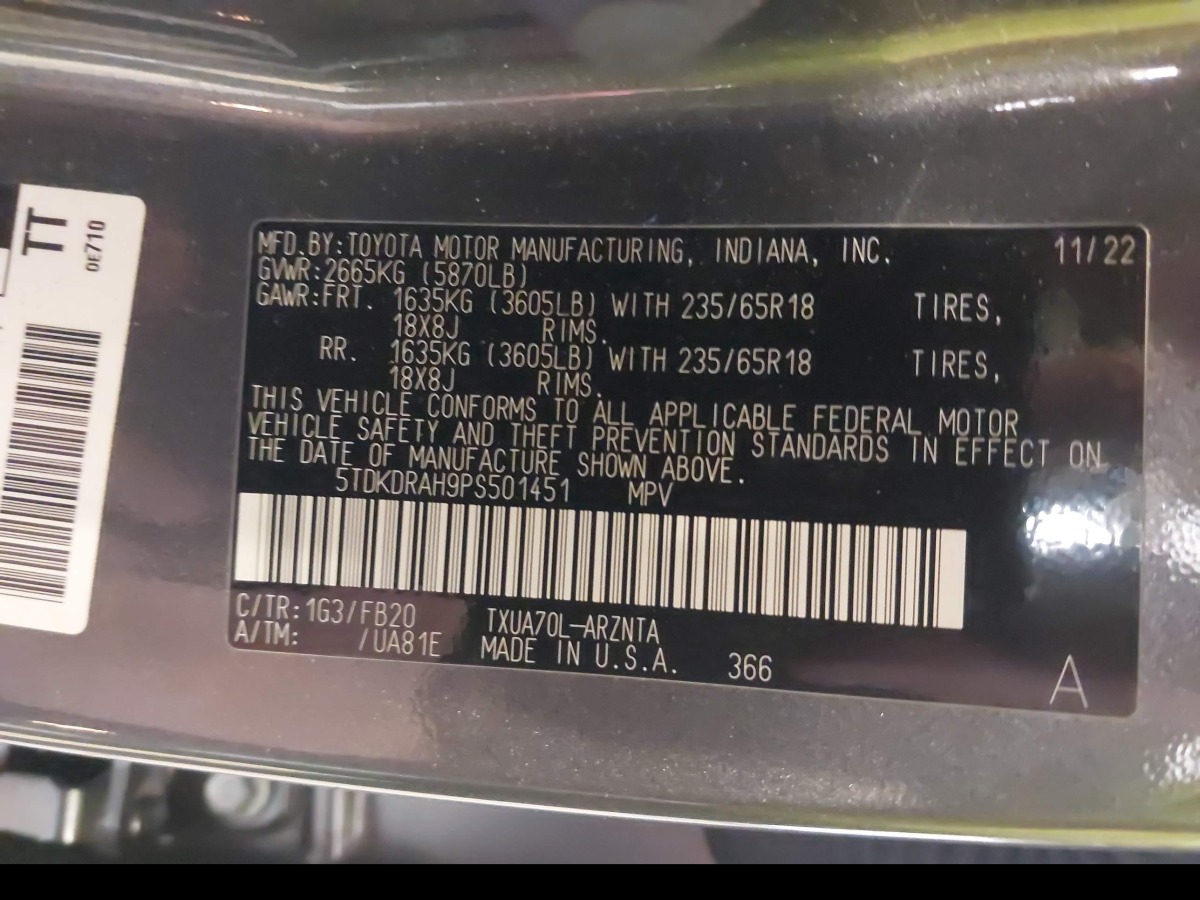 TT
0E710
MFD.BY:TOYOTA MOTOR MANUFACTURING, INDIANA, INC. 11/22
GVWR:2665KG (5870LB)
GAWR:FRT. 1635KG (3605LB) WITH 235/65R18 TIRES,
18X8J RIMS.
RR. 1635KG (3605LB) WITH 235/65R18 TIRES,
18X8J RIMS.
THIS VEHICLE CONFORMS TO ALL APPLICABLE FEDERAL MOTOR
VEHICLE SAFETY AND THEFT PREVENTION STANDARDS IN EFFECT ON
THE DATE OF MANUFACTURE SHOWN ABOVE.
5TDKDRAH9PS501451 MPV
C/TR: 1G3/FB20 TXUA70L-ARZNTA
A/TM: /UA81E MADE IN U.S.A. 366
A